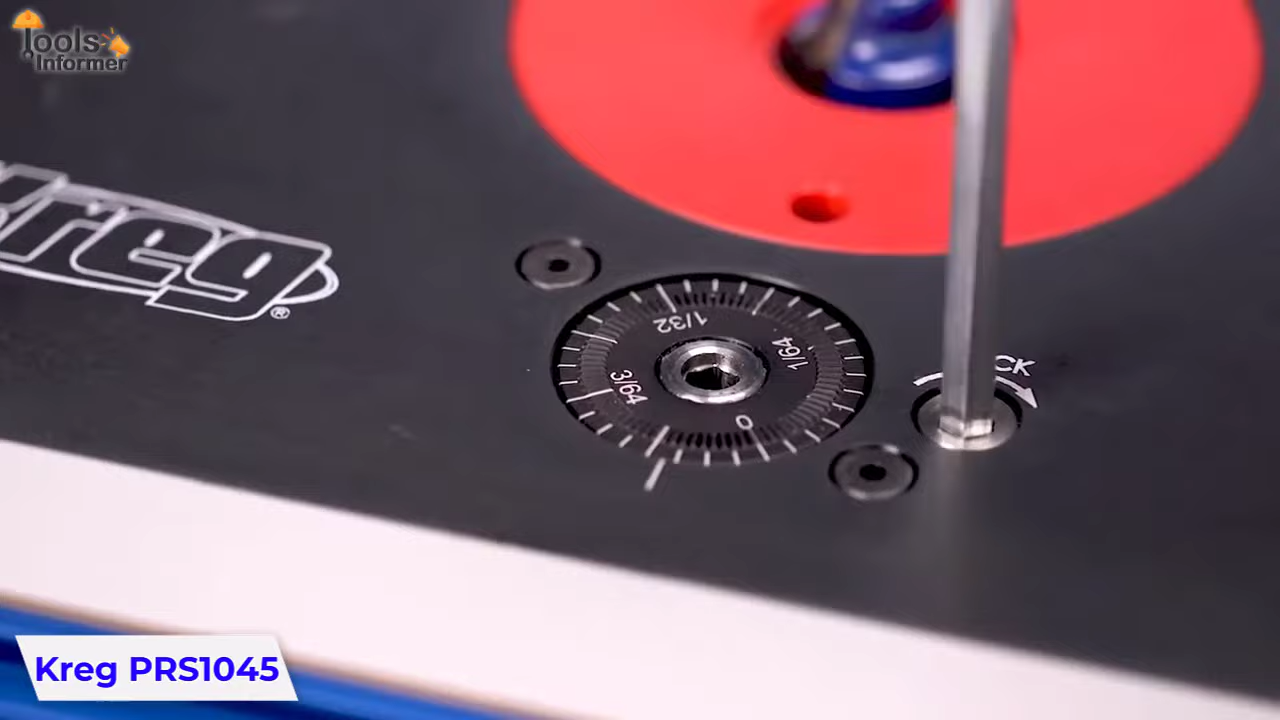 Tools
Informer
Kreg®
1/32
1/64
3/64
0
CK
Kreg PRS1045